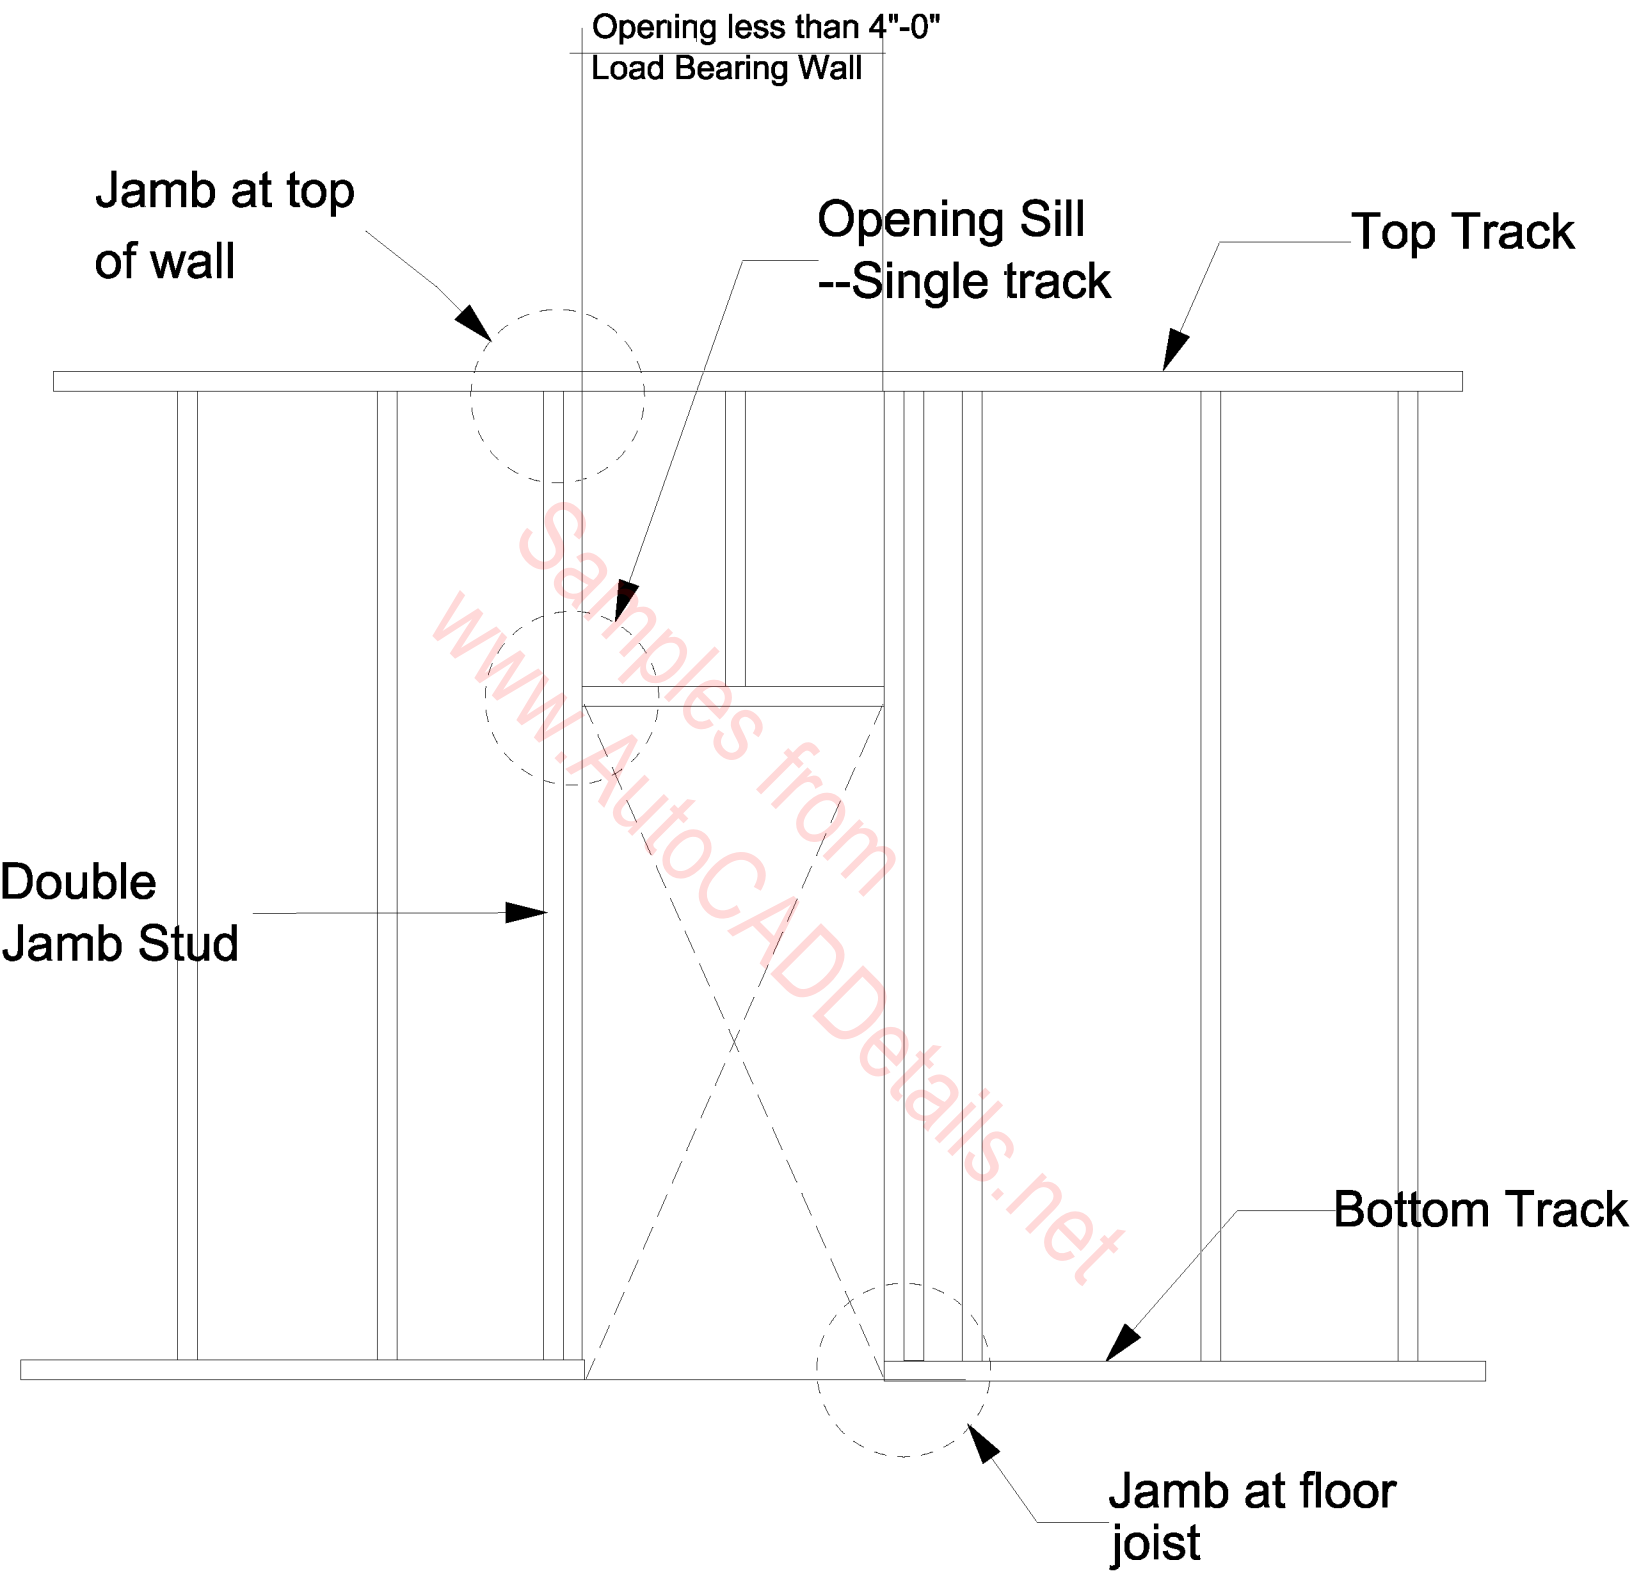 Opening less than 4"-0"
Load Bearing Wall
Jamb at top
of wall
Opening Sill
--Single track
Top Track
Samples from
www.AutoCADDetails.net
Double
Jamb Stud
Bottom Track
Jamb at floor
joist